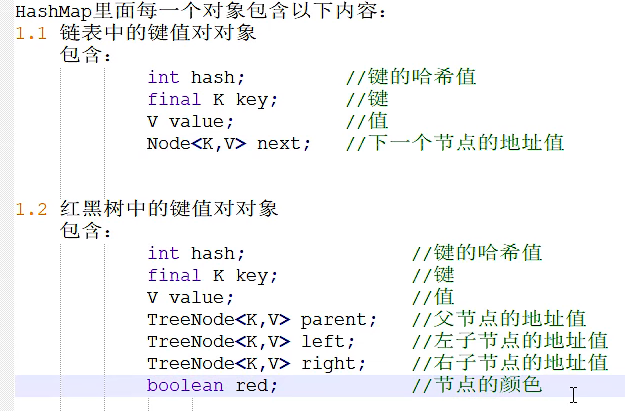 HashMap里面每一个对象包含以下内容：
1.1 链表中的键值对对象
包含：
int hash; //键的哈希值
final K key; //键
V value; //值
Node<K,V> next; //下一个节点的地址值
1.2 红黑树中的键值对对象
包含：
int hash; //键的哈希值
final K key; //键
V value; //值
TreeNode<K,V> parent; //父节点的地址值
TreeNode<K,V> left; //左子节点的地址值
TreeNode<K,V> right; //右子节点的地址值
boolean red; //节点的颜色